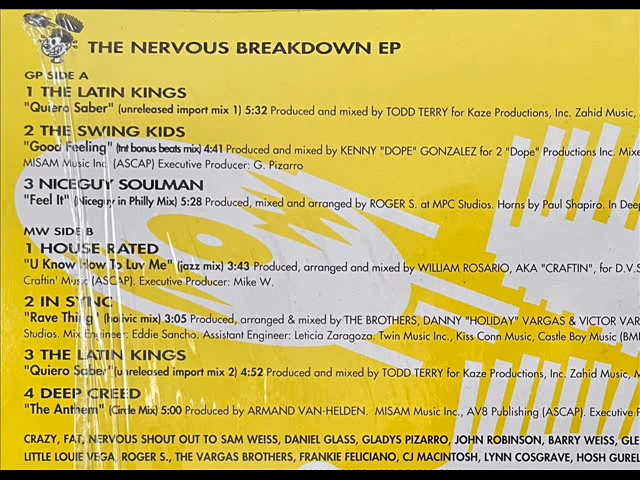 THE NERVOUS BREAKDOWN EP
GP SIDE A
1 THE LATIN KINGS
"Quiero Saber" (unreleased import mix 1) 5:32 Produced and mixed by TODD TERRY for Kaze Productions, Inc. Zahid Music,
2 THE SWING KIDS
"Good Feeling" (tnt bonus beats mix) 4:41 Produced and mixed by KENNY "DOPE" GONZALEZ for 2 "Dope" Productions Inc. Mixe
MISAM Music Inc. (ASCAP) Executive Producer: G. Pizarro
3 NICEGUY SOULMAN
"Feel It" (Niceguy in Philly Mix) 5:28 Produced, mixed and arranged by ROGER S. at MPC Studios. Horns by Paul Shapiro. In Deep
MW SIDE B
1 HOUSE RATED
"U Know How To Luv Me" (jazz mix) 3:43 Produced, arranged and mixed by WILLIAM ROSARIO, AKA "CRAFTIN", for D.V.S
Craftin' Music (ASCAP). Executive Producer: Mike W.
2 IN SYNC
"Rave Thing" (holivic mix) 3:05 Produced, arranged & mixed by THE BROTHERS, DANNY "HOLIDAY" VARGAS & VICTOR VAR
Studios. Mix Engineer: Eddie Sancho. Assistant Engineer: Leticia Zaragoza. Twin Music Inc., Kiss Conn Music, Castle Boy Music (BMI
3 THE LATIN KINGS
"Quiero Saber" (unreleased import mix 2) 4:52 Produced and mixed by TODD TERRY for Kaze Productions, Inc. Zahid Music, M
4 DEEP CREED
"The Anthem" (Circle Mix) 5:00 Produced by ARMAND VAN-HELDEN. MISAM Music Inc., AV8 Publishing (ASCAP). Executive P
CRAZY, FAT, NERVOUS SHOUT OUT TO SAM WEISS, DANIEL GLASS, GLADYS PIZARRO, JOHN ROBINSON, BARRY WEISS, GLE
LITTLE LOUIE VEGA, ROGER S., THE VARGAS BROTHERS, FRANKIE FELICIANO, CJ MACINTOSH, LYNN COSGRAVE, HOSH GUREL